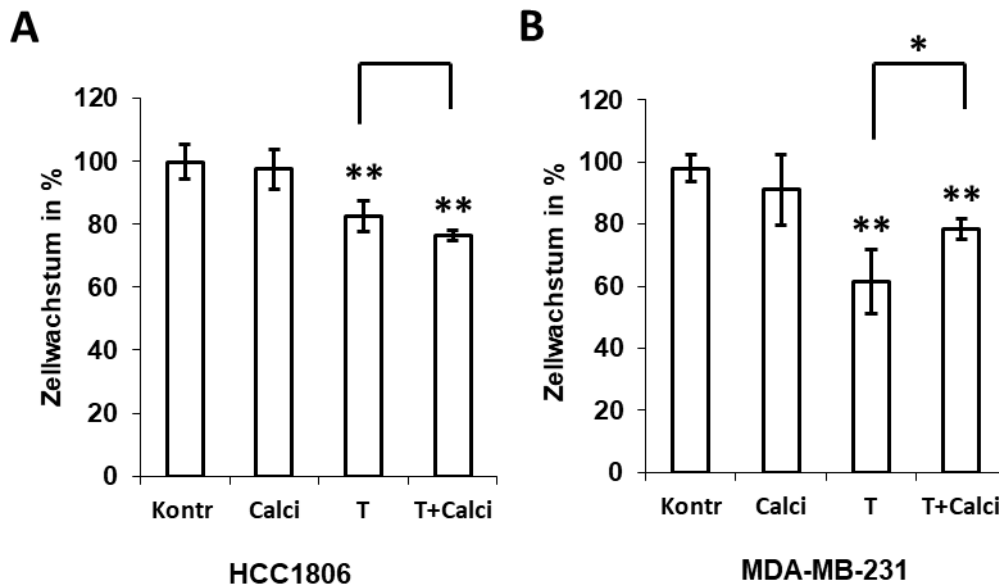 A
Zellwachstum in %
120
100
80
60
40
20
0
**
**
Kontr Calci T T+Calci
HCC1806
B
Zellwachstum in %
120
100
80
60
40
20
0
*
**
**
Kontr Calci T T+Calci
MDA-MB-231